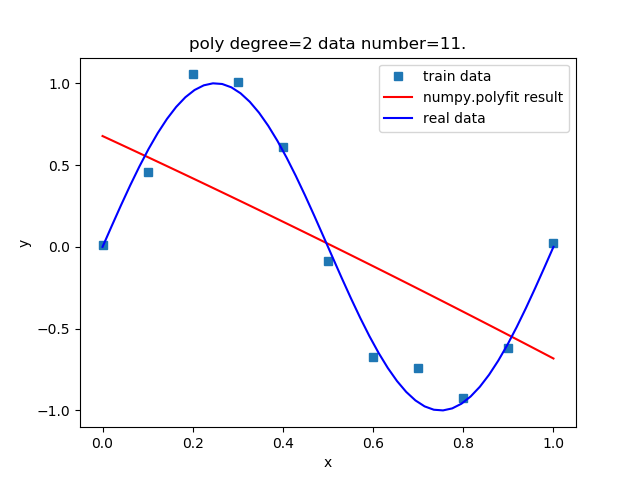 poly degree=2 data number=11.
train data
numpy.polyfit result
real data
1.0
0.5
0.0
−0.5
−1.0
y
0.0
0.2
0.4
0.6
0.8
1.0
x